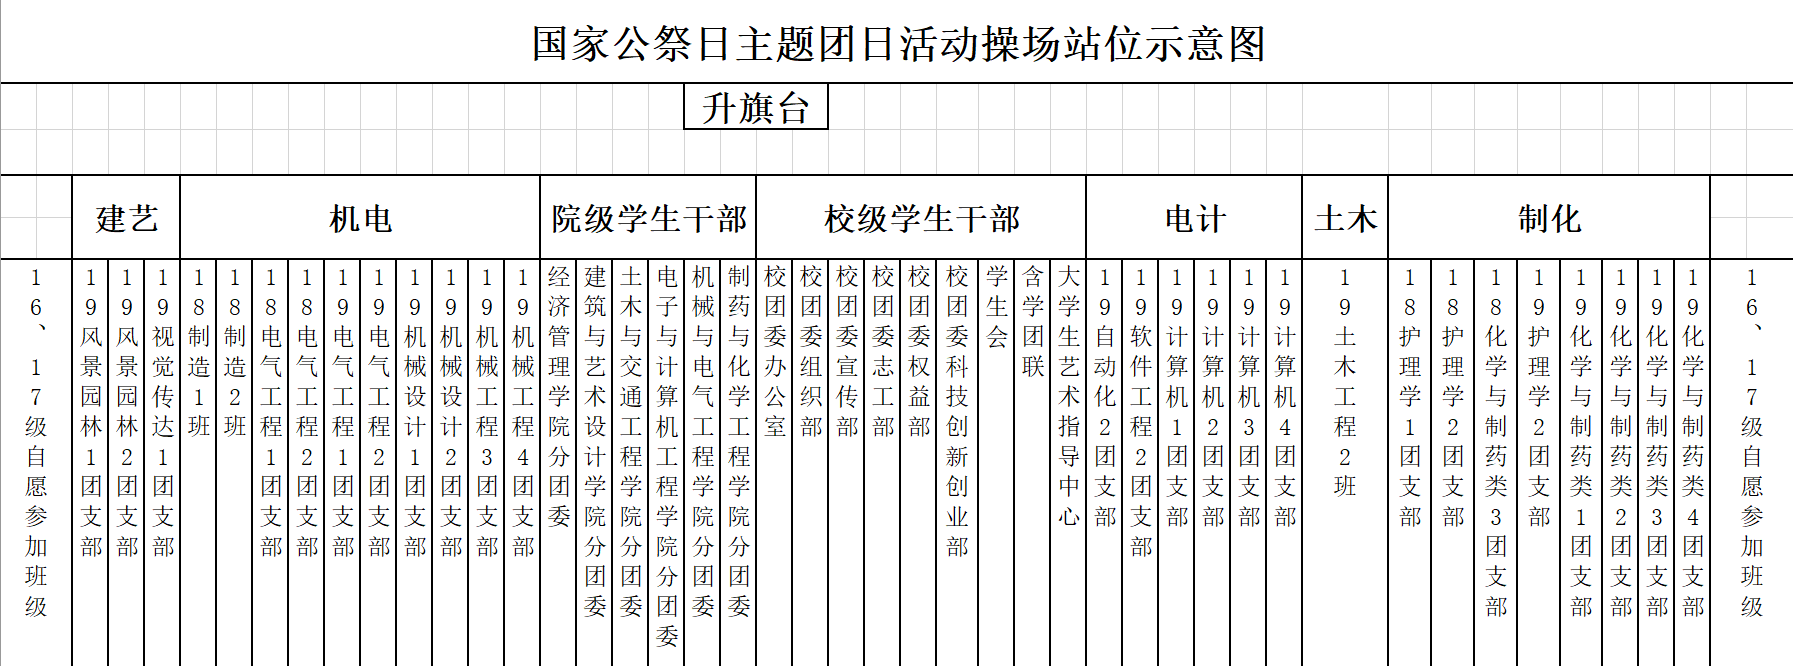 国家公祭日主题团日活动操场站位示意图
升旗台
建艺
机电
院级学生干部
校级学生干部
电计
土木
制化
16、17级自愿参加班级
19风景园林1团支部
19风景园林2团支部
19视觉传达1团支部
18制造1班
18制造2班
18电气工程1团支部
18电气工程2团支部
19电气工程1团支部
19电气工程2团支部
19机械设计1团支部
19机械设计2团支部
19机械工程3团支部
19机械工程4团支部
经济管理学院分团委
建筑与艺术设计学院分团委
土木与交通工程学院分团委
电子与计算机工程学院分团委
机械与电气工程学院分团委
制药与化学工程学院分团委
校团委办公室
校团委组织部
校团委宣传部
校团委志工部
校团委权益部
校团委科技创新创业部
学生会
含学团联
大学生艺术指导中心
19自动化2团支部
19软件工程2团支部
19计算机1团支部
19计算机2团支部
19计算机3团支部
19计算机4团支部
19土木工程2班
18护理学1团支部
18护理学2团支部
18化学与制药类3团支部
19护理学2团支部
19化学与制药类1团支部
19化学与制药类2团支部
19化学与制药类3团支部
19化学与制药类4团支部
16、17级自愿参加班级